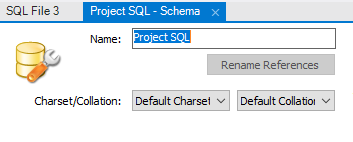 SQL File 3
Project SQL - Schema
Name: Project SQL
Rename References
Charset/Collation: Default Charset Default Collation